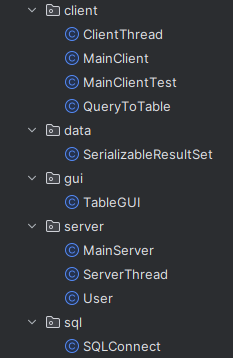 client
ClientThread
MainClient
MainClientTest
QueryToTable
data
SerializableResultSet
gui
TableGUI
server
MainServer
ServerThread
User
sql
SQLConnect